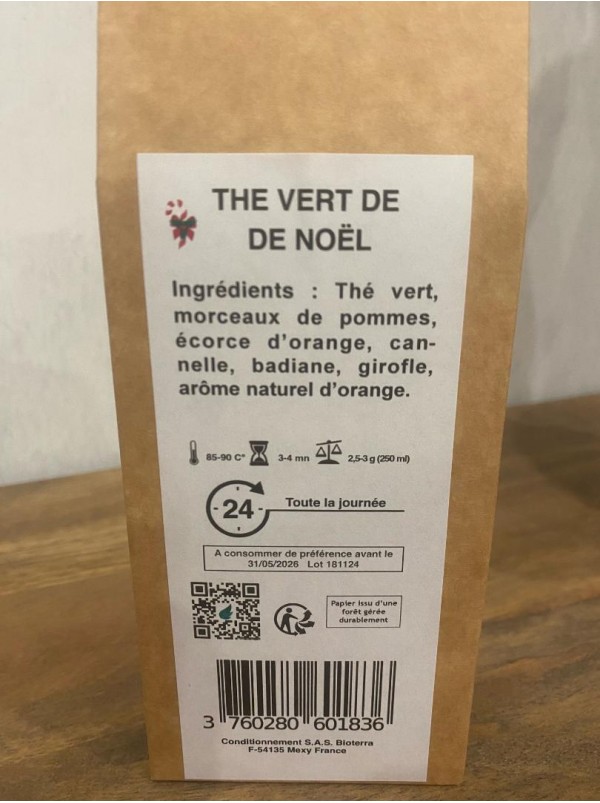 THE VERT DE
DE NOËL
Ingrédients : Thé vert,
morceaux de pommes,
écorce d'orange, can-
nelle, badiane, girofle,
arôme naturel d'orange.
85-90 C° 3-4 mn 2,5-3 g (250 ml)
24 Toute la journée
A consommer de préférence avant le
31/05/2026 Lot 181124
Papier issu d'une
forêt gérée
durablement
3 760280 601836
Conditionnement S.A.S. Bioterra
F-54135 Mexy France